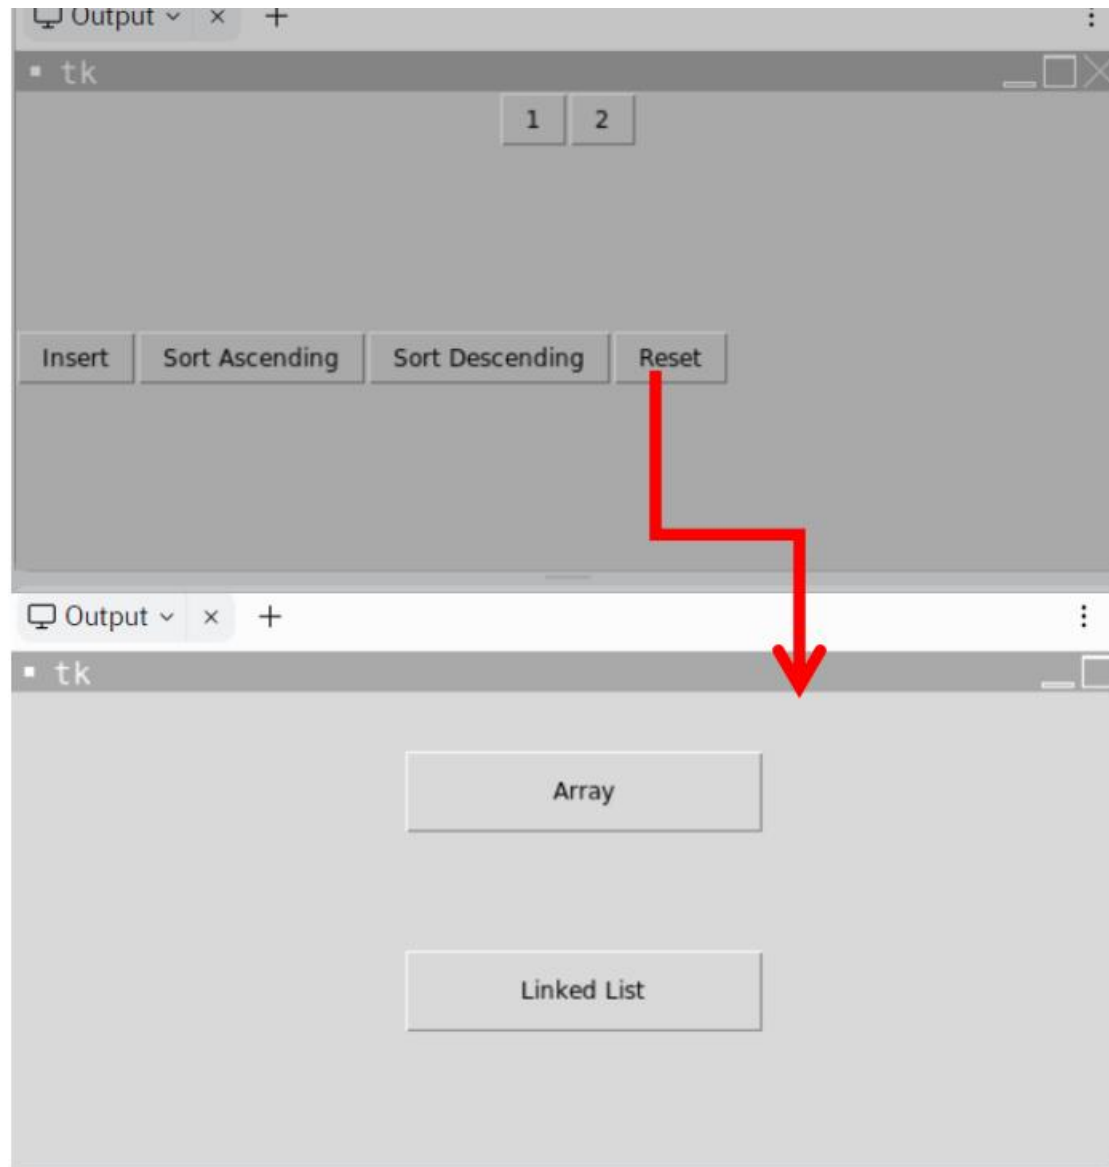 Output
tk
1 2
Insert Sort Ascending Sort Descending Reset
Output
tk
Array
Linked List